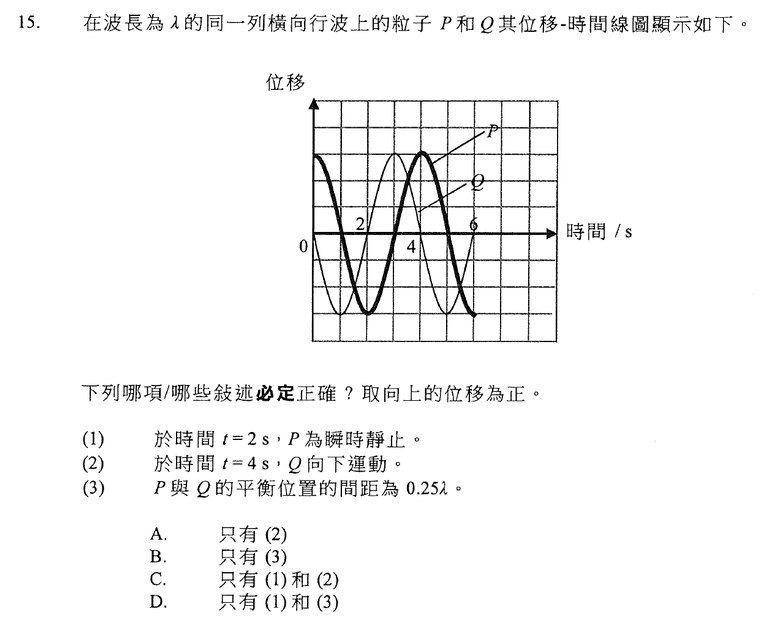 15. 在波長為 λ 的同一列橫向行波上的粒子 P 和 Q 其位移-時間線圖顯示如下。
位移
P
Q
2
6
0
4
時間 / s
下列哪項/哪些敍述必定正確？取向上的位移為正。
(1) 於時間 t = 2 s，P 為瞬時靜止。
(2) 於時間 t = 4 s，Q 向下運動。
(3) P 與 Q 的平衡位置的間距為 0.25λ。
A. 只有 (2)
B. 只有 (3)
C. 只有 (1) 和 (2)
D. 只有 (1) 和 (3)